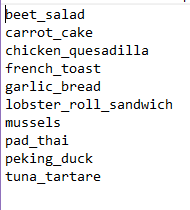 beet_salad
carrot_cake
chicken_quesadilla
french_toast
garlic_bread
lobster_roll_sandwich
mussels
pad_thai
peking_duck
tuna_tartare